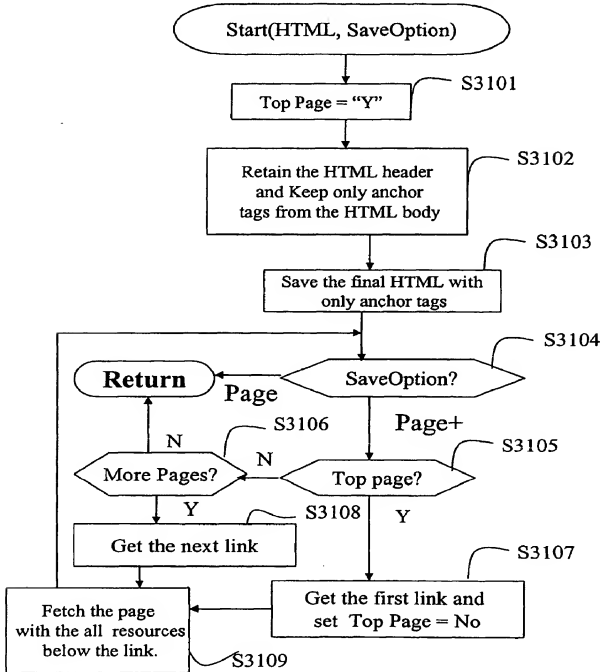 Start(HTML, SaveOption)
S3101
Top Page = “Y”
S3102
Retain the HTML header
and Keep only anchor
tags from the HTML body
S3103
Save the final HTML with
only anchor tags
S3104
SaveOption?
Return
Page
Page+
S3106
S3105
N
More Pages?
N
Top page?
Y
S3108
Y
Get the next link
S3107
Get the first link and
set Top Page = No
Fetch the page
with the all resources
below the link.
S3109